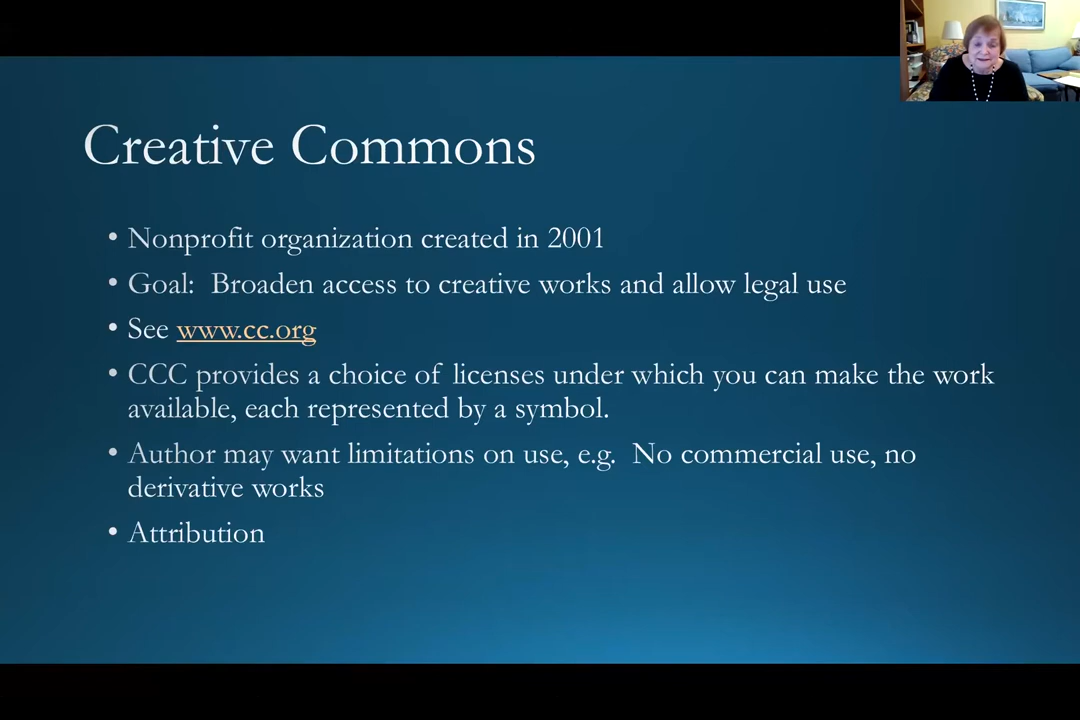 Creative Commons
• Nonprofit organization created in 2001
• Goal:  Broaden access to creative works and allow legal use
• See www.cc.org
• CCC provides a choice of licenses under which you can make the work
available, each represented by a symbol.
• Author may want limitations on use, e.g.  No commercial use, no
derivative works
• Attribution